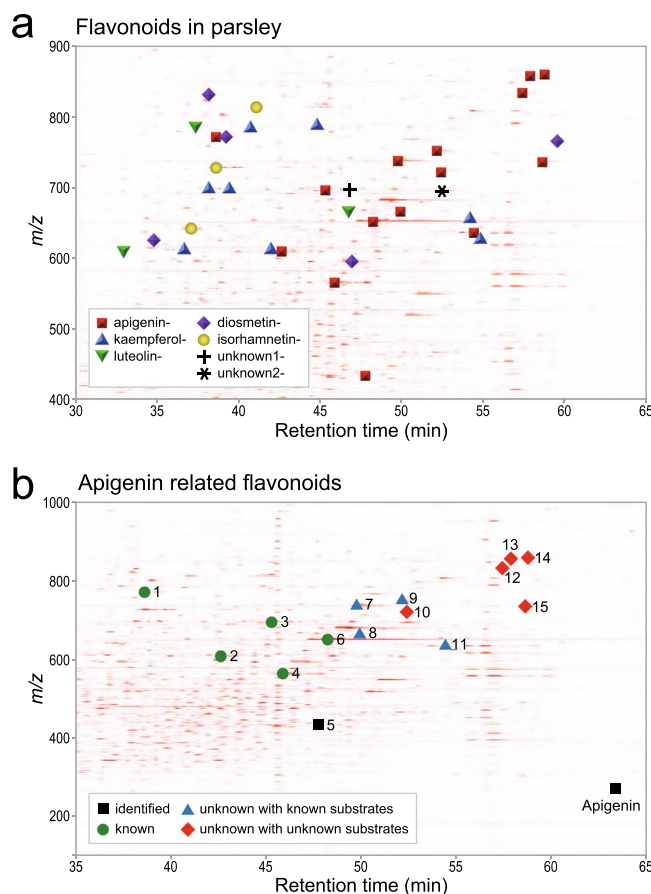 a Flavonoids in parsley
900
800
700
600
500
400
m/z
apigenin-
kaempferol-
luteolin-
diosmetin-
isorhamnetin-
unknown1-
unknown2-
30 35 40 45 50 55 60 65
Retention time (min)
b Apigenin related flavonoids
1000
800
600
400
200
m/z
1
2
3
4
5
6
7
8
9
10
11
12
13
14
15
Apigenin
identified
known
unknown with known substrates
unknown with unknown substrates
35 40 45 50 55 60 65
Retention time (min)